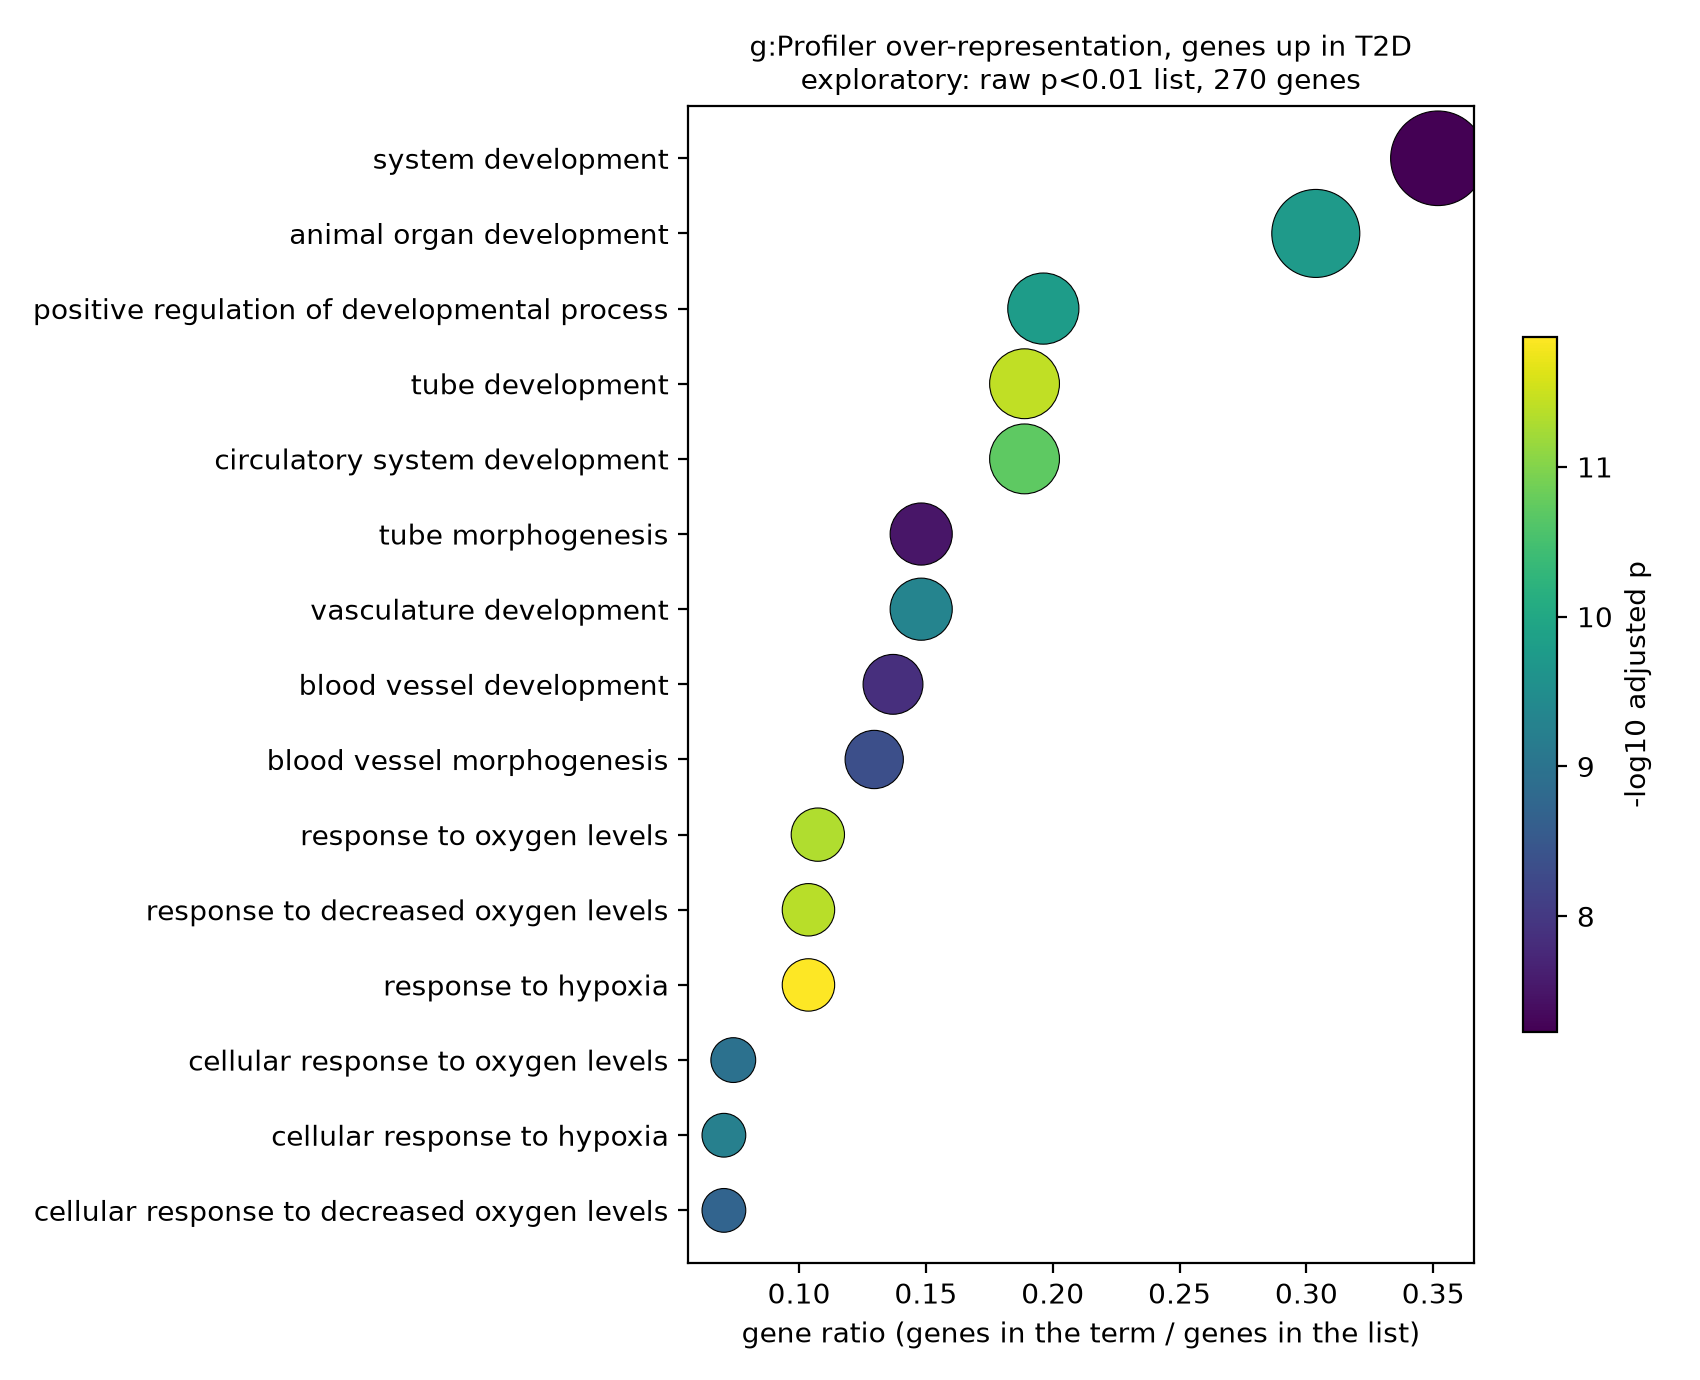 g:Profiler over-representation, genes up in T2D
exploratory: raw p<0.01 list, 270 genes
system development
animal organ development
positive regulation of developmental process
tube development
circulatory system development
tube morphogenesis
vasculature development
blood vessel development
blood vessel morphogenesis
response to oxygen levels
response to decreased oxygen levels
response to hypoxia
cellular response to oxygen levels
cellular response to hypoxia
cellular response to decreased oxygen levels
0.10 0.15 0.20 0.25 0.30 0.35
gene ratio (genes in the term / genes in the list)
11
10
9
8
-log10 adjusted p